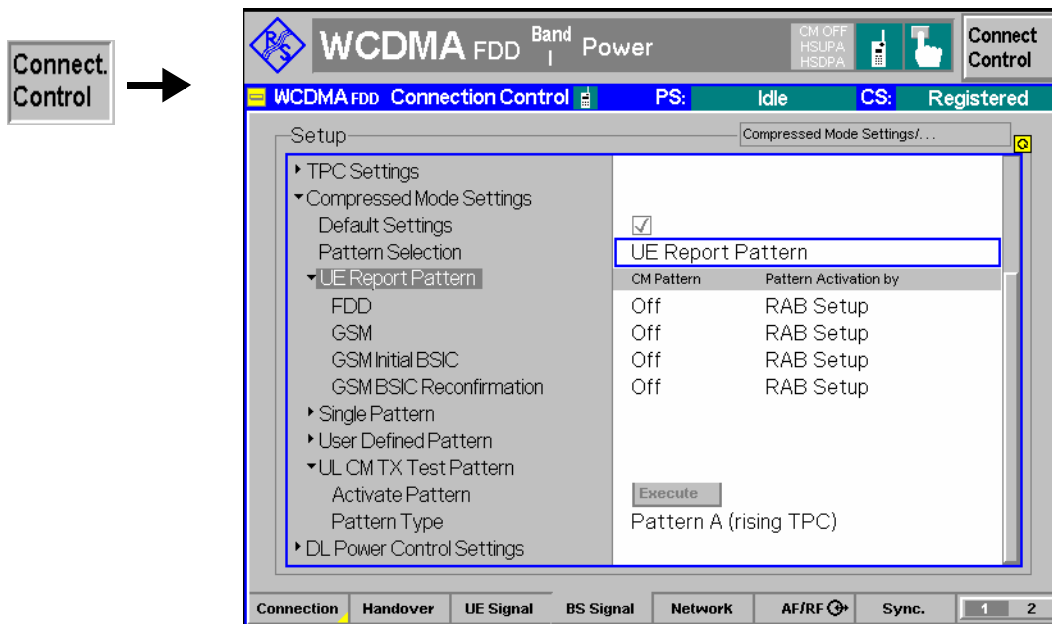 Connect.
Control
R S
WCDMA FDD Band I Power
CM OFF
HSUPA
HSDPA
Connect
Control
WCDMA FDD Connection Control PS: Idle CS: Registered
Setup
Compressed Mode Settings/...
TPC Settings
Compressed Mode Settings
Default Settings
Pattern Selection UE Report Pattern
UE Report Pattern CM Pattern Pattern Activation by
FDD Off RAB Setup
GSM Off RAB Setup
GSM Initial BSIC Off RAB Setup
GSM BSIC Reconfirmation Off RAB Setup
Single Pattern
User Defined Pattern
UL CM TX Test Pattern
Activate Pattern Execute
Pattern Type Pattern A (rising TPC)
DL Power Control Settings
Connection Handover UE Signal BS Signal Network AF/RF Sync. 1 2